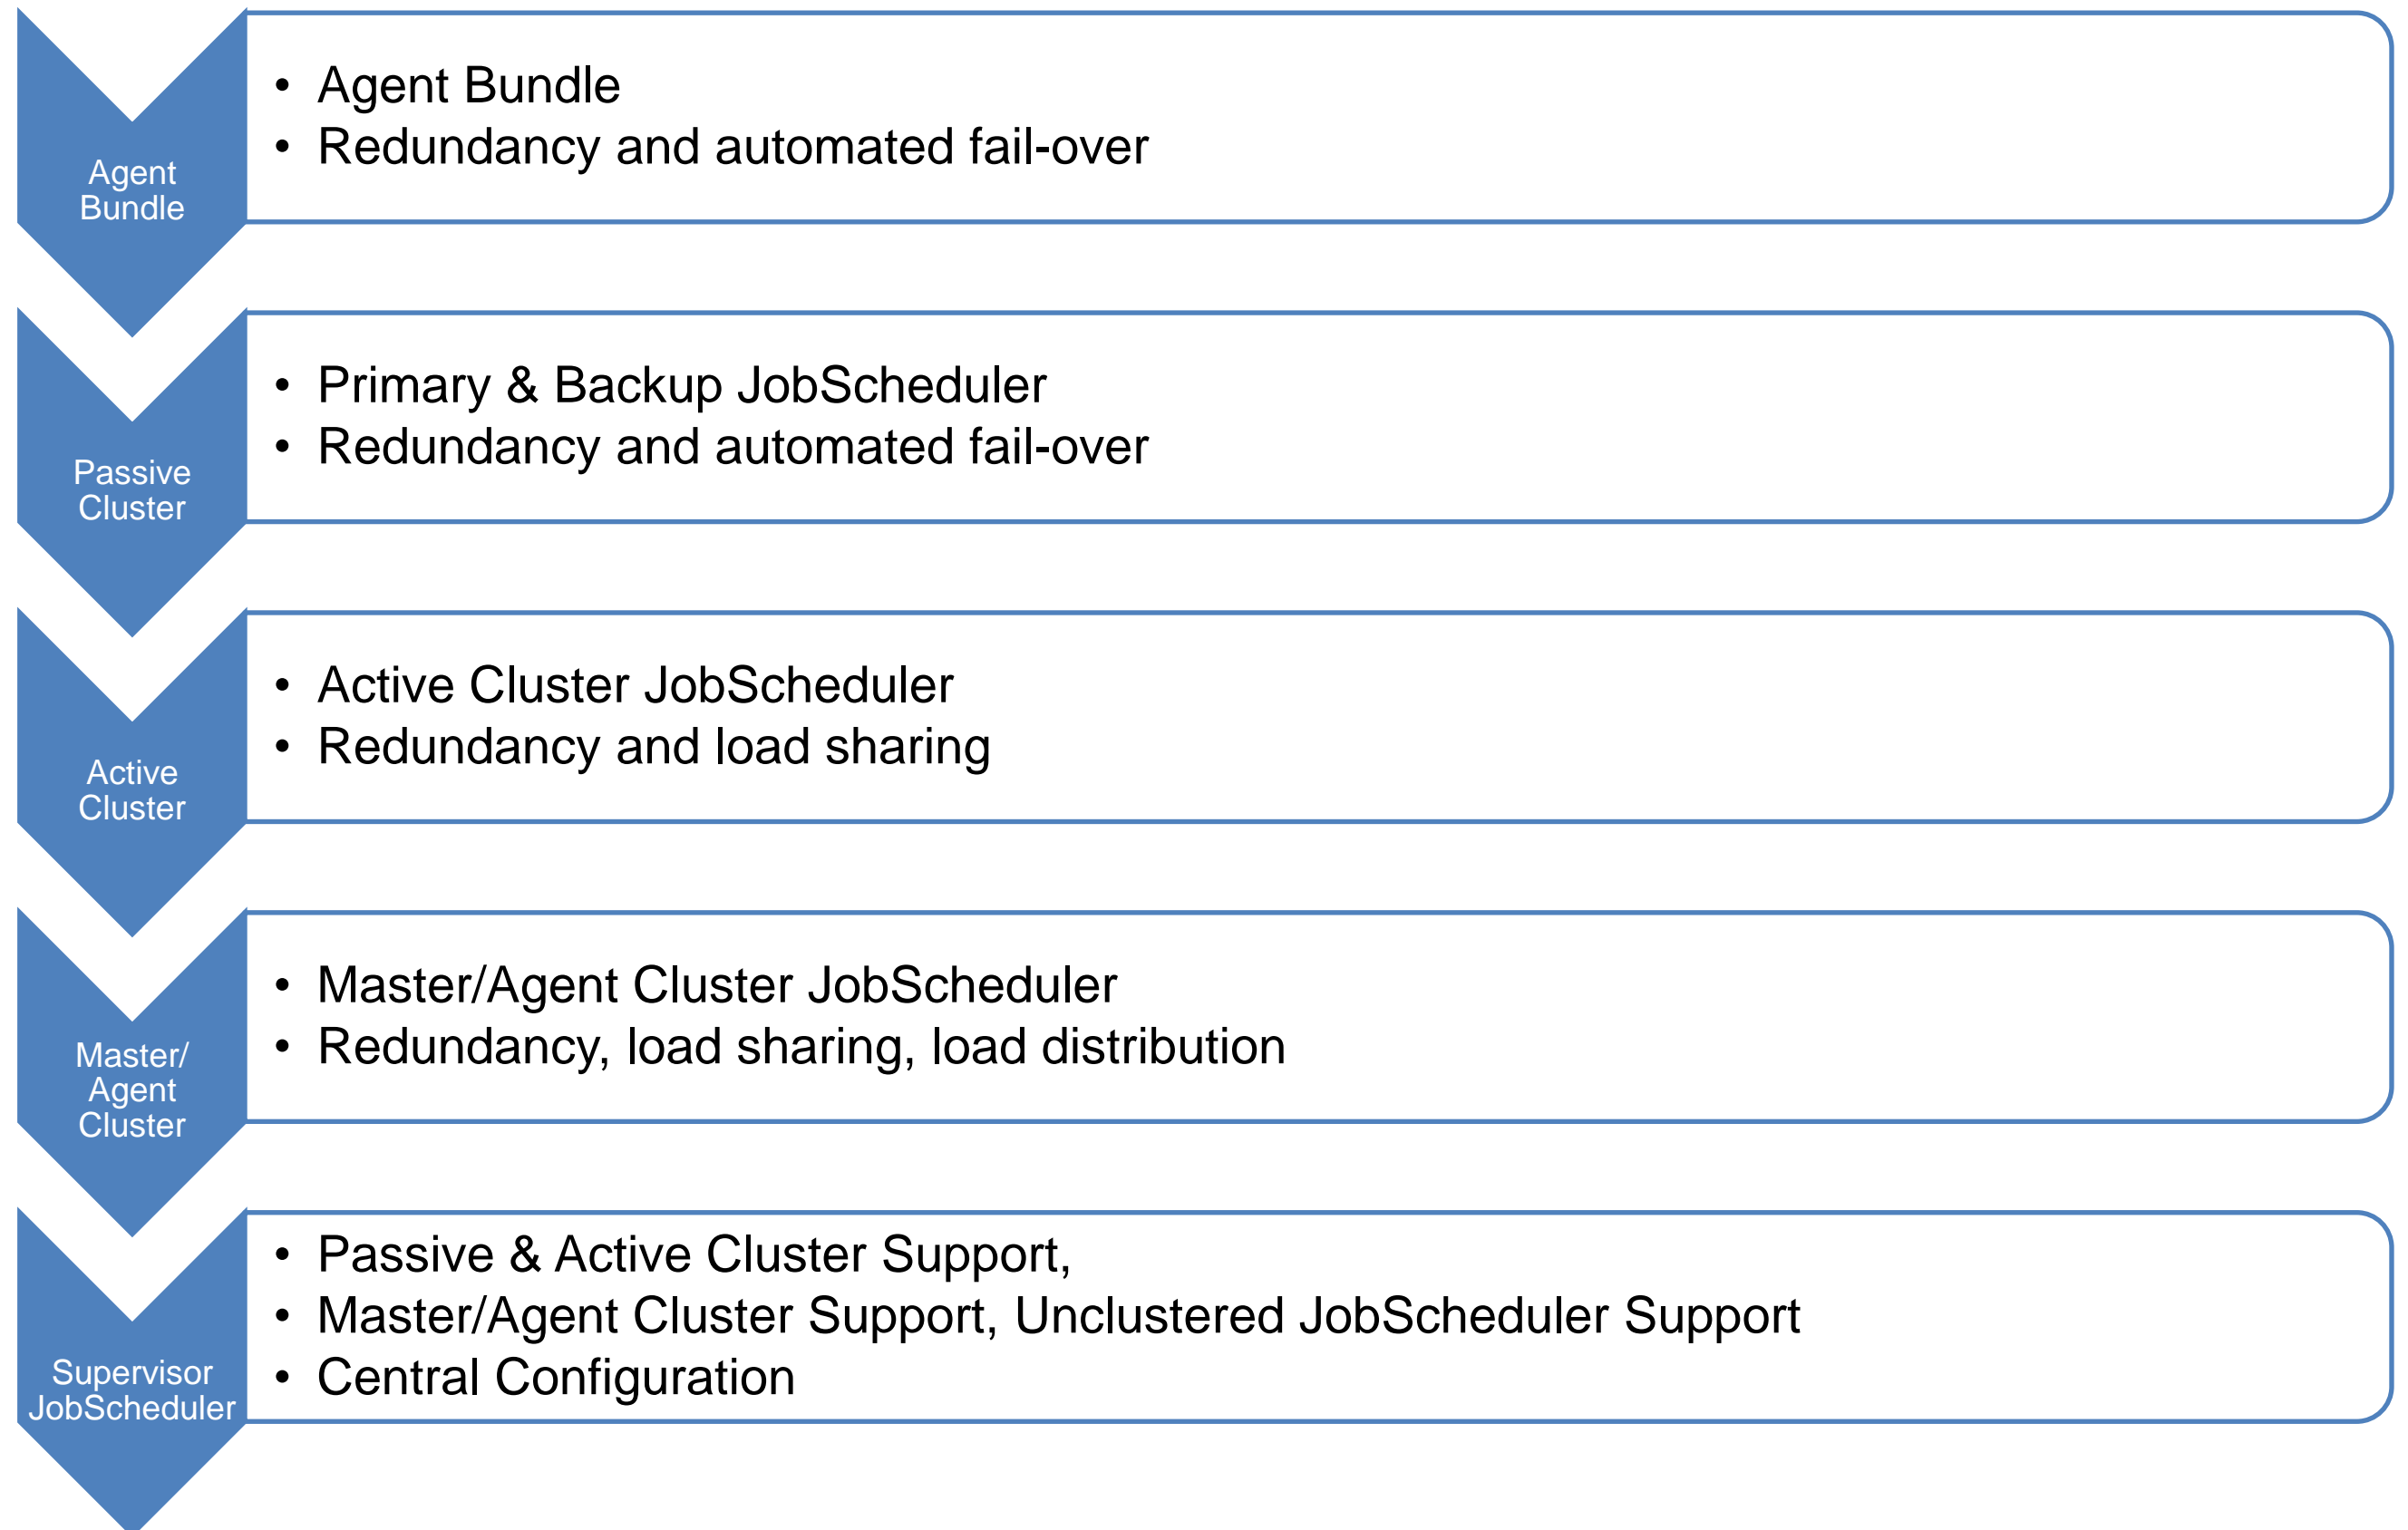 Agent
Bundle
• Agent Bundle
• Redundancy and automated fail-over
Passive
Cluster
• Primary & Backup JobScheduler
• Redundancy and automated fail-over
Active
Cluster
• Active Cluster JobScheduler
• Redundancy and load sharing
Master/
Agent
Cluster
• Master/Agent Cluster JobScheduler
• Redundancy, load sharing, load distribution
Supervisor
JobScheduler
• Passive & Active Cluster Support,
• Master/Agent Cluster Support, Unclustered JobScheduler Support
• Central Configuration